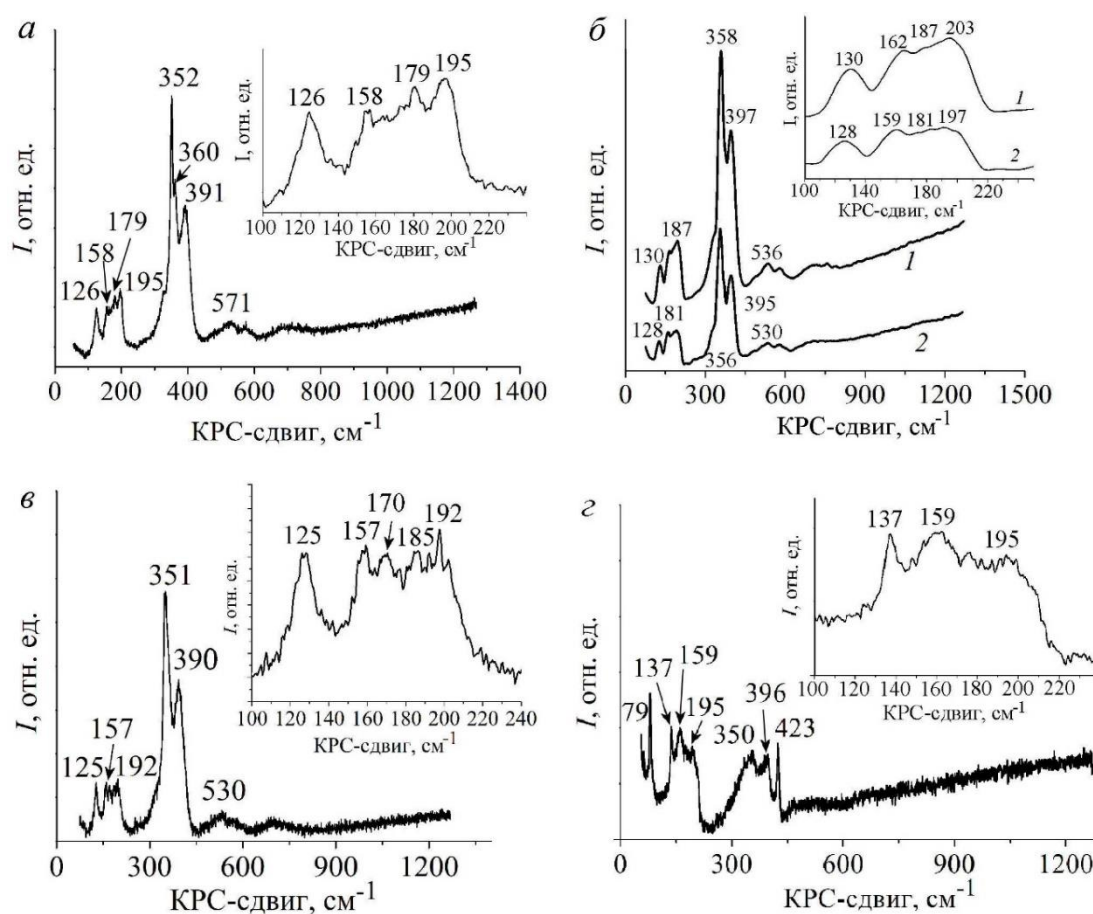 а
I, отн. ед.
126
158
179
195
352
360
391
571
0 200 400 600 800 1000 1200 1400
КРС-сдвиг, см-1
I, отн. ед.
126
158
179
195
100 120 140 160 180 200 220
КРС-сдвиг, см-1
б
I, отн. ед.
358
397
130
187
536
1
128
181
356
395
530
2
0 300 600 900 1200 1500
КРС-сдвиг, см-1
I, отн. ед.
130
162
187
203
1
128
159
181
197
2
100 140 180 220
КРС-сдвиг, см-1
в
I, отн. ед.
351
390
125
157
192
530
0 300 600 900 1200
КРС-сдвиг, см-1
I, отн. ед.
125
157
170
185
192
100 120 140 160 180 200 220 240
КРС-сдвиг, см-1
г
I, отн. ед.
79
137
159
195
350
396
423
0 300 600 900 1200
КРС-сдвиг, см-1
I, отн. ед.
137
159
195
100 120 140 160 180 200 220 240
КРС-сдвиг, см-1